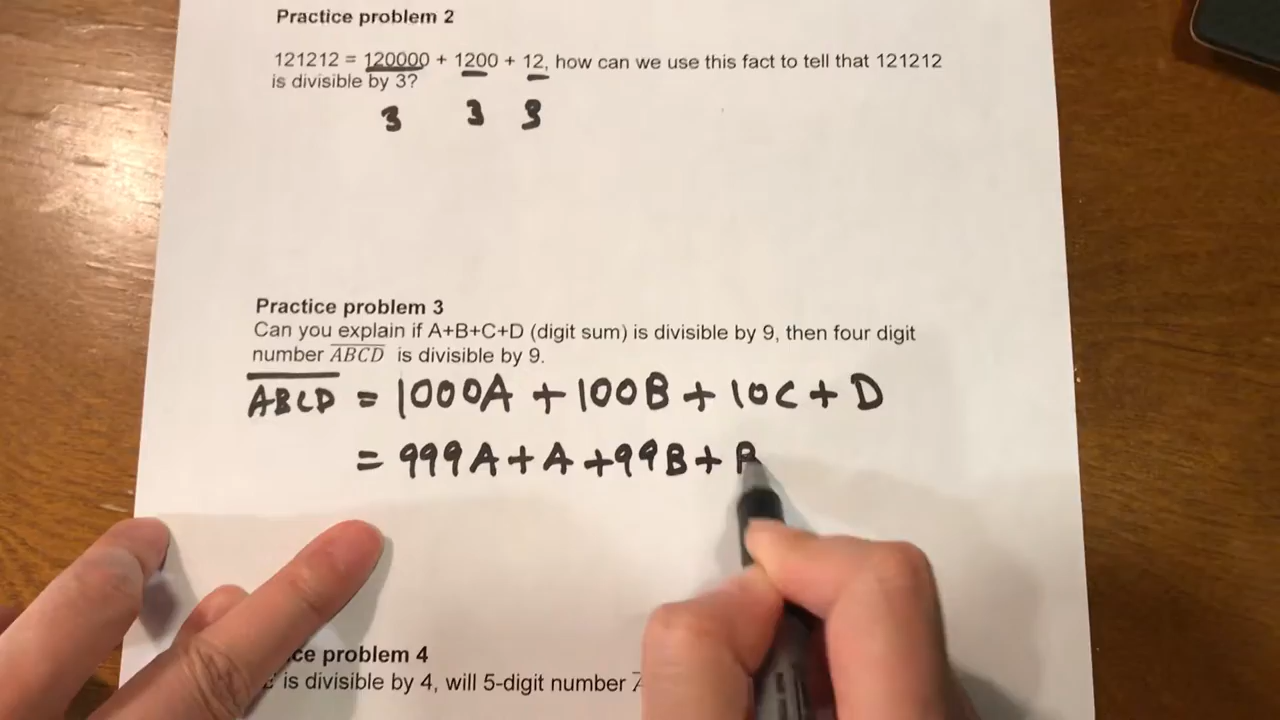 Practice problem 2
121212 = 120000 + 1200 + 12, how can we use this fact to tell that 121212
is divisible by 3?
3 3 3
Practice problem 3
Can you explain if A+B+C+D (digit sum) is divisible by 9, then four digit
number ABCD is divisible by 9.
ABCD = 1000A + 100B + 10C + D
= 999A + A + 99B + B
ce problem 4
is divisible by 4, will 5-digit number